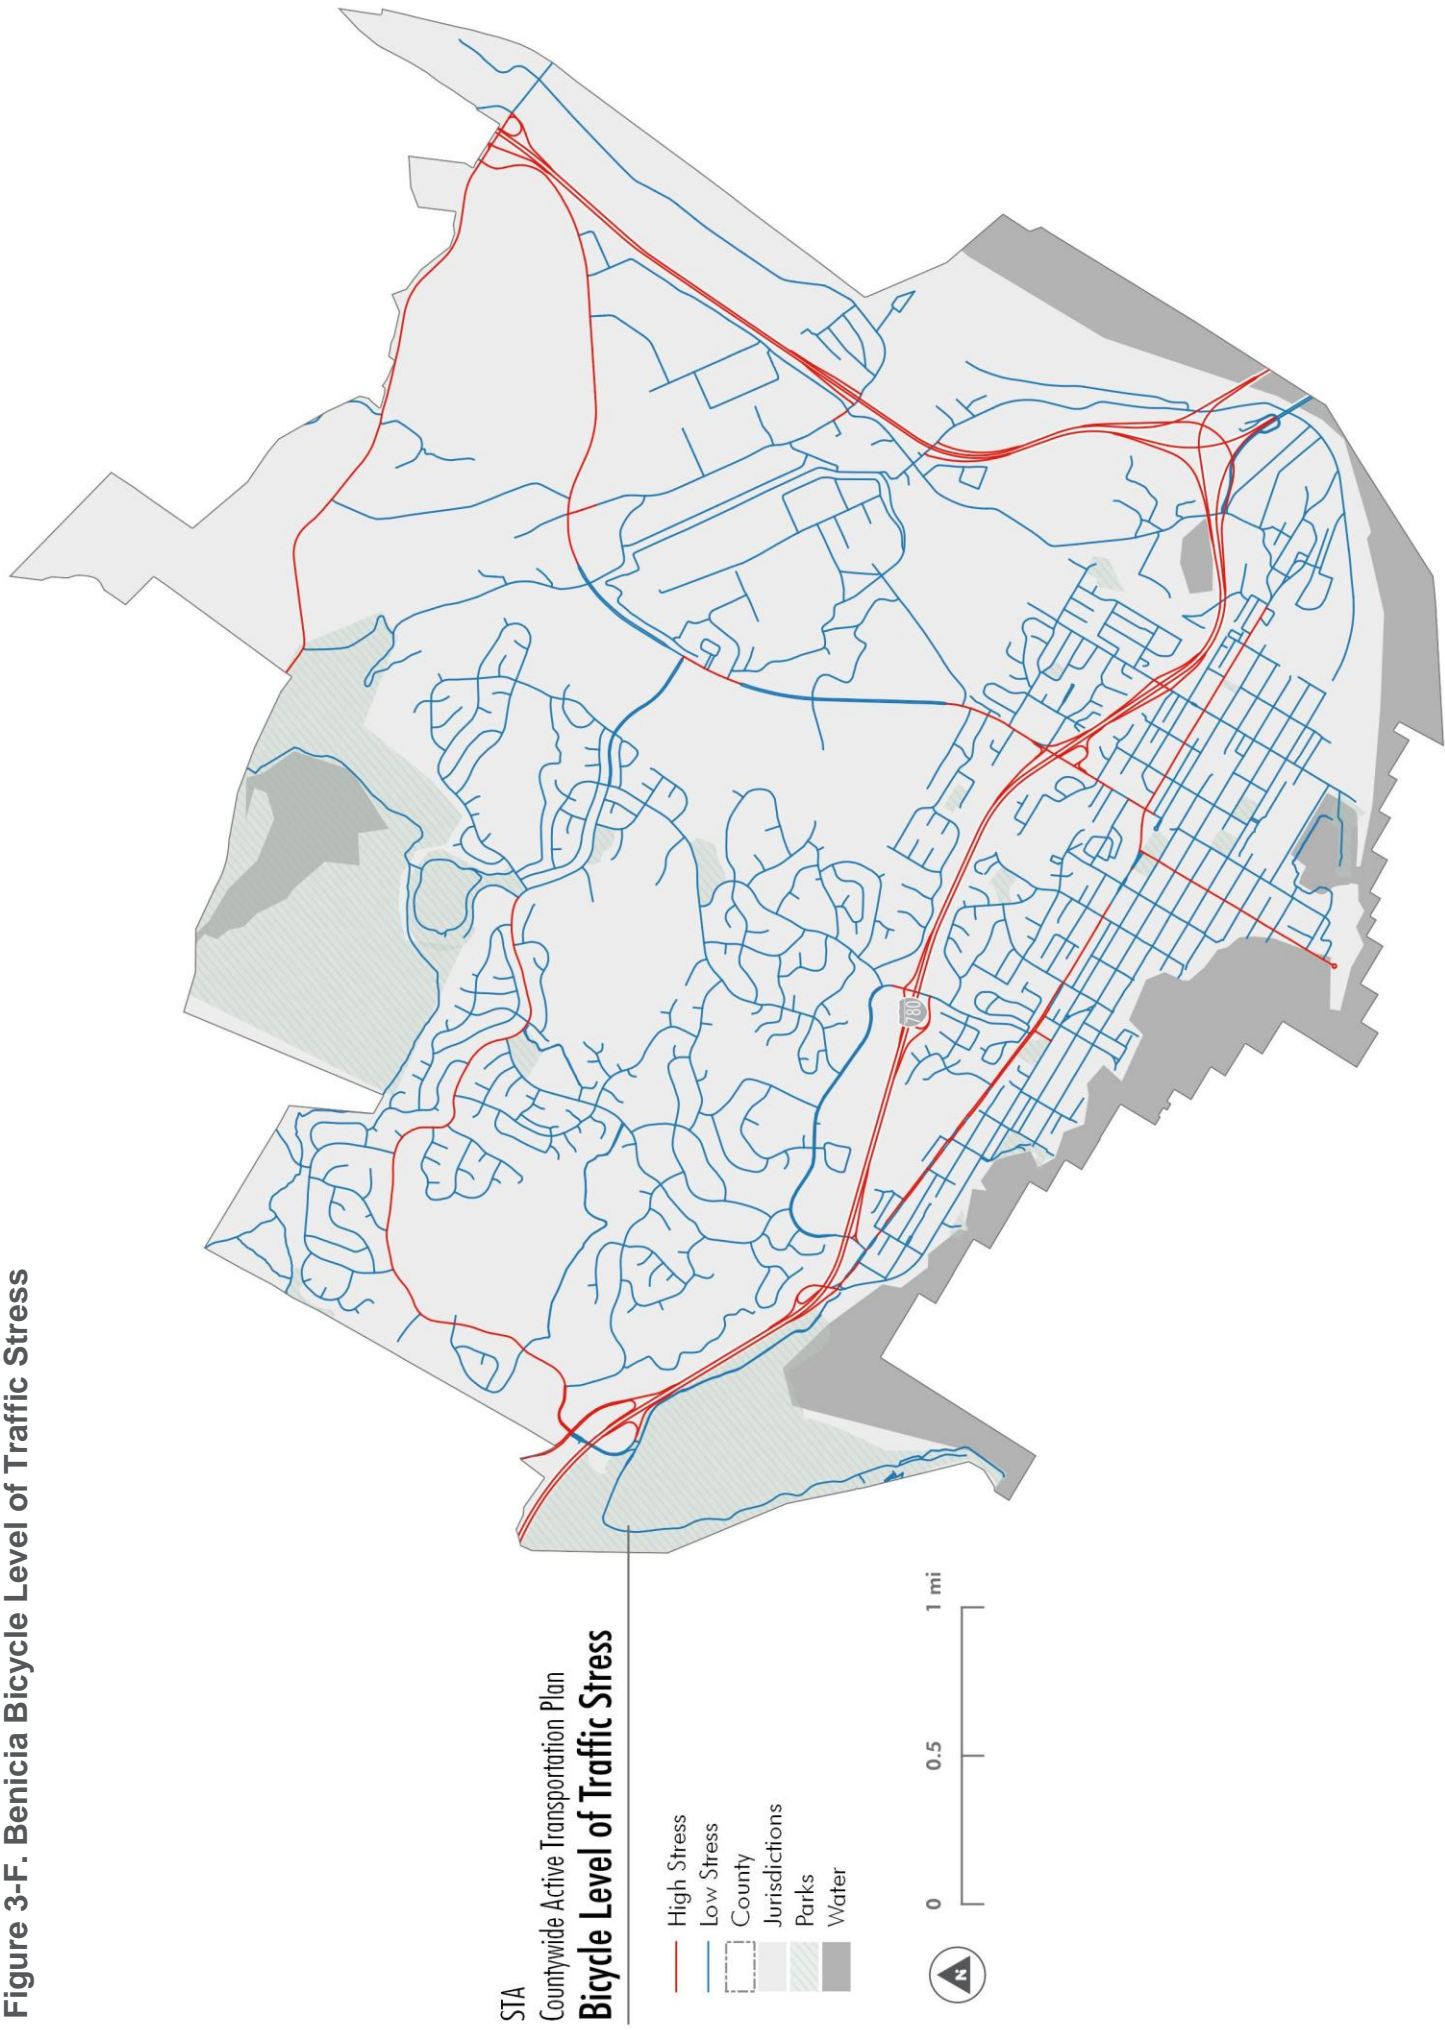 Figure 3-F. Benicia Bicycle Level of Traffic Stress
STA
Countywide Active Transportation Plan
Bicycle Level of Traffic Stress
High Stress
Low Stress
County
Jurisdictions
Parks
Water
0 0.5 1 mi
N
780